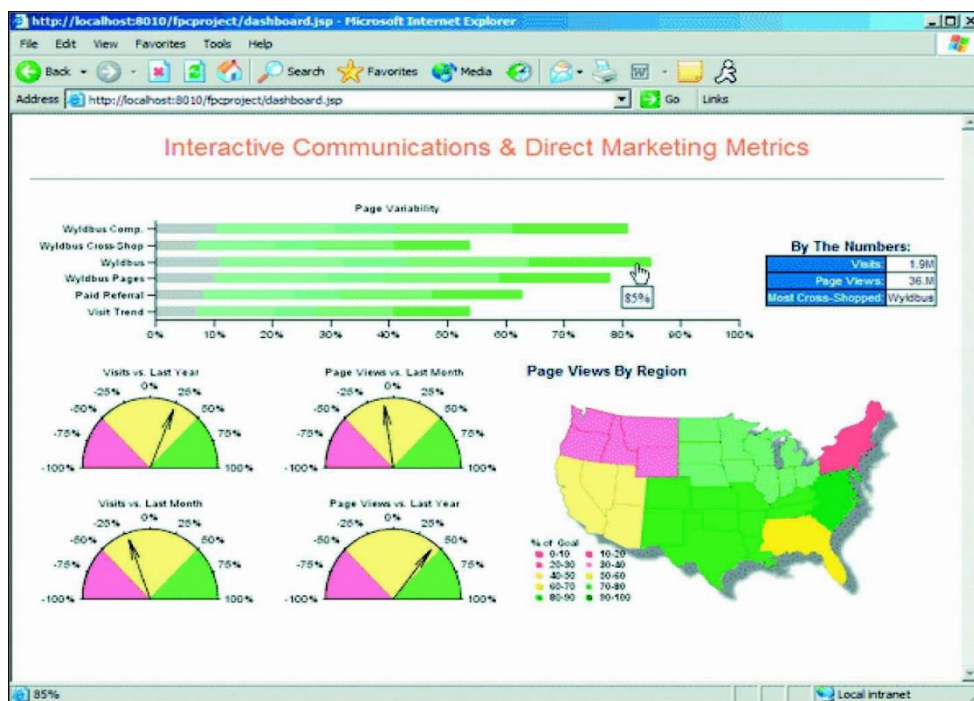 http://localhost:8010/fpcproject/dashboard.jsp - Microsoft Internet Explorer
File Edit View Favorites Tools Help
Back Search Favorites Media
Address http://localhost:8010/fpcproject/dashboard.jsp Go Links
Interactive Communications & Direct Marketing Metrics
Page Variability
Wyldbus Comp.
Wyldbus Cross-Shop
Wyldbus
Wyldbus Pages
Paid Referral
Visit Trend
85%
0% 10% 20% 30% 40% 50% 60% 70% 80% 90% 100%
By The Numbers:
Visits: 1.9M
Page Views: 36.M
Most Cross-Shopped: Wyldbus
Visits vs. Last Year
-100% -75% -50% -25% 0% 25% 50% 75% 100%
Page Views vs. Last Month
-100% -75% -50% -25% 0% 25% 50% 75% 100%
Visits vs. Last Month
-100% -75% -50% -25% 0% 25% 50% 75% 100%
Page Views vs. Last Year
-100% -75% -50% -25% 0% 25% 50% 75% 100%
Page Views By Region
% of Goal
0-10 10-20
20-30 30-40
40-50 50-60
60-70 70-80
80-90 90-100
85%
Local intranet